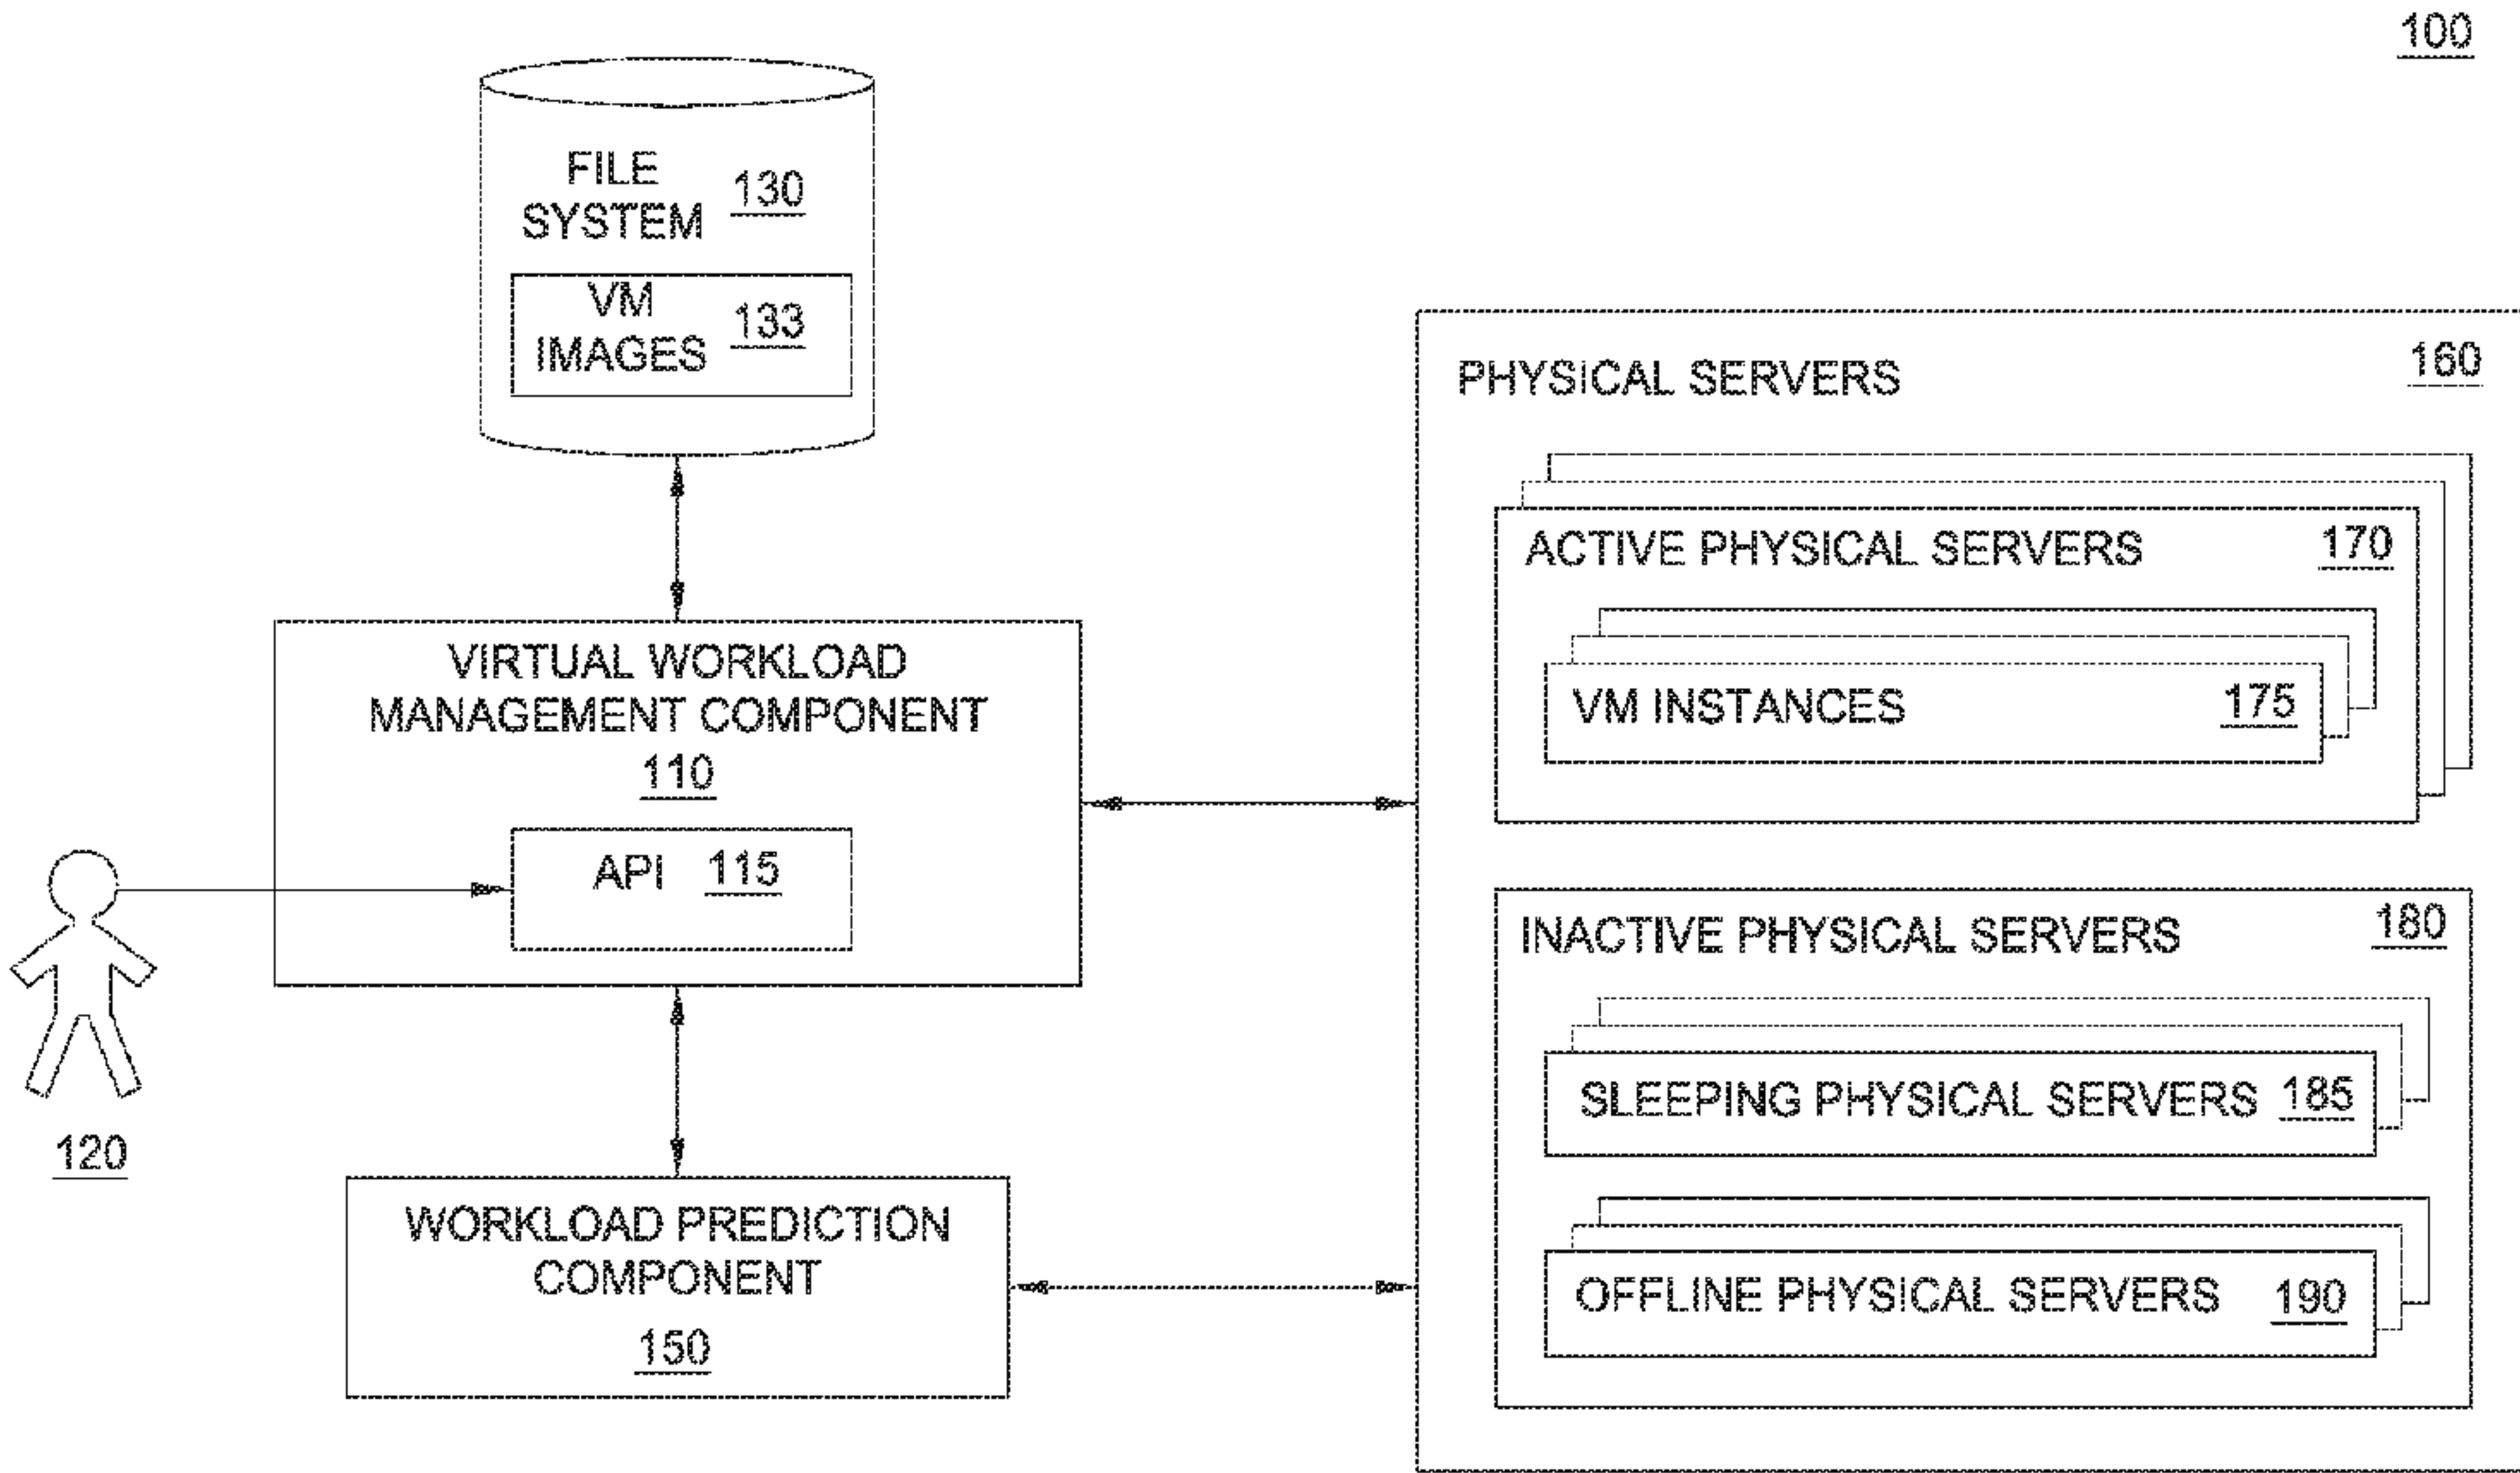 100
FILE
SYSTEM 130
VM
IMAGES 133
PHYSICAL SERVERS 160
ACTIVE PHYSICAL SERVERS 170
VM INSTANCES 175
VIRTUAL WORKLOAD
MANAGEMENT COMPONENT
110
API 115
INACTIVE PHYSICAL SERVERS 180
SLEEPING PHYSICAL SERVERS 185
OFFLINE PHYSICAL SERVERS 190
120
WORKLOAD PREDICTION
COMPONENT
150